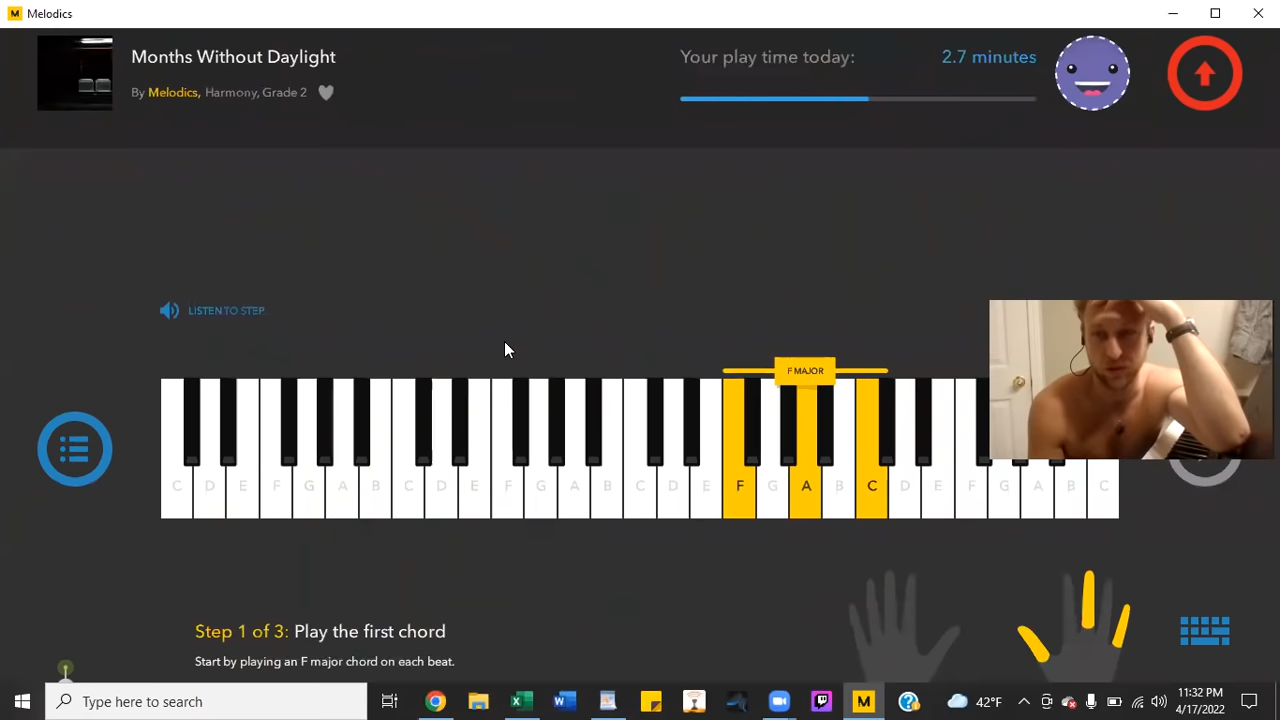 Melodics
Months Without Daylight
By Melodics, Harmony, Grade 2
Your play time today: 2.7 minutes
LISTEN TO STEP
F MAJOR
C D E F G A B C D E F G A B C D E F G A B C D E F G A B C
Step 1 of 3: Play the first chord
Start by playing an F major chord on each beat.
Type here to search
42°F
11:32 PM
4/17/2022